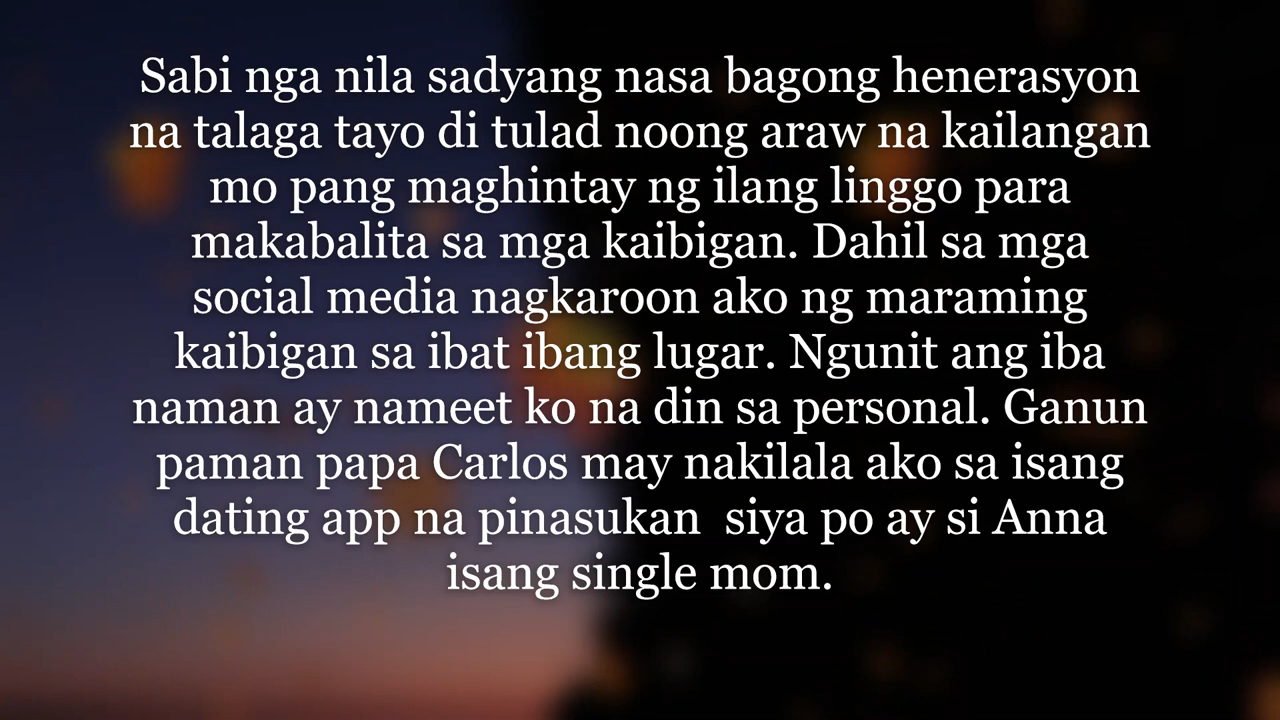 Sabi nga nila sadyang nasa bagong henerasyon
na talaga tayo di tulad noong araw na kailangan
mo pang maghintay ng ilang linggo para
makabalita sa mga kaibigan. Dahil sa mga
social media nagkaroon ako ng maraming
kaibigan sa ibat ibang lugar. Ngunit ang iba
naman ay nameet ko na din sa personal. Ganun
paman papa Carlos may nakilala ako sa isang
dating app na pinasukan  siya po ay si Anna
isang single mom.